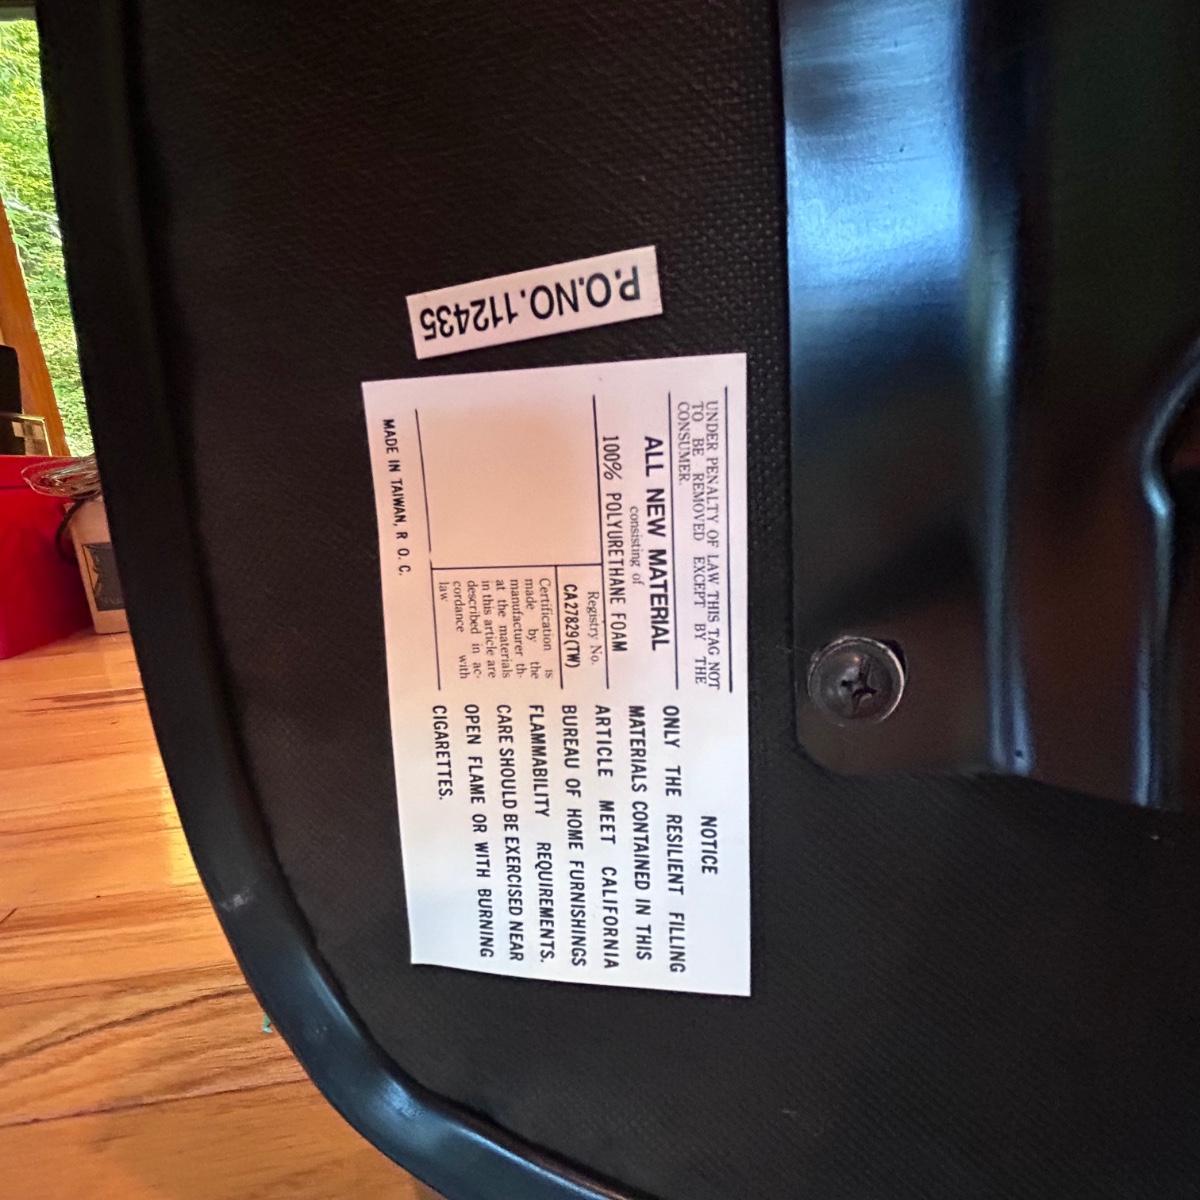 P.O.NO.112435
UNDER PENALTY OF LAW THIS TAG NOT
TO BE REMOVED EXCEPT BY THE
CONSUMER.
ALL NEW MATERIAL
consisting of
100% POLYURETHANE FOAM
Registry No.
CA27829(TW)
Certification is
made by the
manufacturer th-
at the materials
in this article are
described in ac-
cordance with
law
MADE IN TAIWAN, R O. C.
NOTICE
ONLY THE RESILIENT FILLING
MATERIALS CONTAINED IN THIS
ARTICLE MEET CALIFORNIA
BUREAU OF HOME FURNISHINGS
FLAMMABILITY REQUIREMENTS.
CARE SHOULD BE EXERCISED NEAR
OPEN FLAME OR WITH BURNING
CIGARETTES.